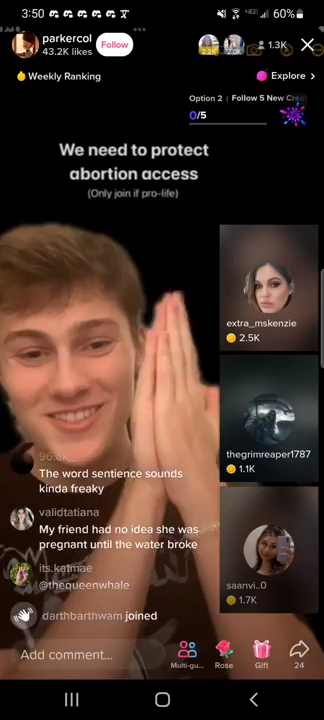 3:50
LTE
60%
parkercol
43.2K likes
Follow
1.3K
Weekly Ranking
Explore >
Option 2 | Follow 5 New Crea
0/5
We need to protect
abortion access
(Only join if pro-life)
extra_mskenzie
2.5K
thegrimreaper1787
1.1K
The word sentience sounds
kinda freaky
validtatiana
My friend had no idea she was
pregnant until the water broke
its.katmae
@thequeenwhale
saanvi..0
1.7K
darthbarthwam joined
Add comment...
Multi-gu...
Rose
Gift
24